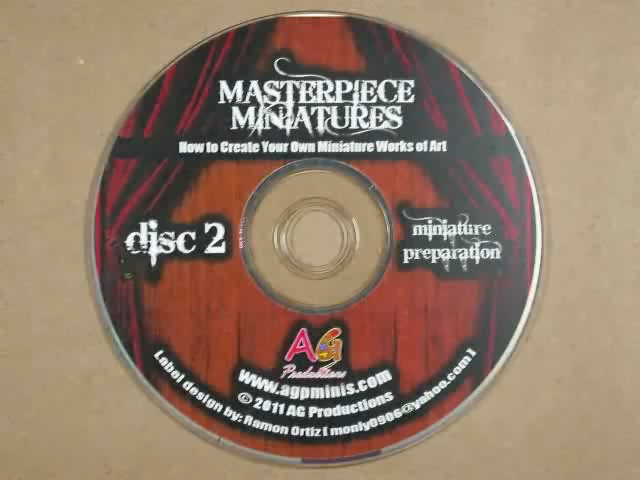 MASTERPIECE
MINIATURES
How to Create Your Own Miniature Works of Art
disc 2
miniature
preparation
AG
Productions
www.agpminis.com
© 2011 AG Productions
Label design by: Ramon Ortiz [ monly0906@yahoo.com ]